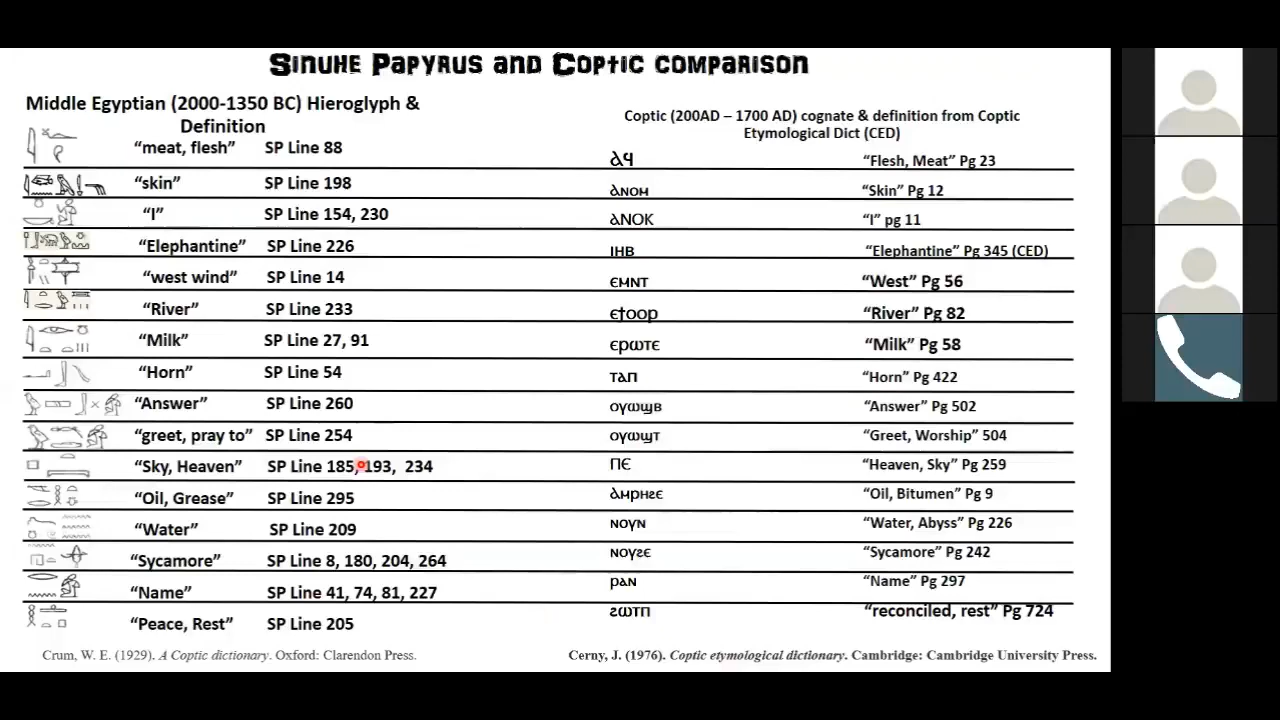 Sinuhe Papyrus and Coptic comparison
Middle Egyptian (2000-1350 BC) Hieroglyph &
Definition
Coptic (200AD – 1700 AD) cognate & definition from Coptic
Etymological Dict (CED)
“meat, flesh” SP Line 88 ⲁϥ “Flesh, Meat” Pg 23
“skin” SP Line 198 ⲁⲛⲟⲙ “Skin” Pg 12
“I” SP Line 154, 230 ⲁⲛⲟⲕ “I” pg 11
“Elephantine” SP Line 226 ⲓⲏⲃ “Elephantine” Pg 345 (CED)
“west wind” SP Line 14 ⲉⲙⲛⲧ “West” Pg 56
“River” SP Line 233 ⲉϯⲟⲟⲣ “River” Pg 82
“Milk” SP Line 27, 91 ⲉⲣⲱⲧⲉ “Milk” Pg 58
“Horn” SP Line 54 ⲧⲁⲡ “Horn” Pg 422
“Answer” SP Line 260 ⲟⲩⲱϣⲃ “Answer” Pg 502
“greet, pray to” SP Line 254 ⲟⲩⲱϣⲧ “Greet, Worship” 504
“Sky, Heaven” SP Line 185, 193, 234 ⲡⲉ “Heaven, Sky” Pg 259
“Oil, Grease” SP Line 295 ⲁⲙⲣⲏϩⲉ “Oil, Bitumen” Pg 9
“Water” SP Line 209 ⲛⲟⲩⲛ “Water, Abyss” Pg 226
“Sycamore” SP Line 8, 180, 204, 264 ⲛⲟⲩϩⲉ “Sycamore” Pg 242
“Name” SP Line 41, 74, 81, 227 ⲣⲁⲛ “Name” Pg 297
“Peace, Rest” SP Line 205 ϩⲱⲧⲡ “reconciled, rest” Pg 724
Crum, W. E. (1929). A Coptic dictionary. Oxford: Clarendon Press.
Cerny, J. (1976). Coptic etymological dictionary. Cambridge: Cambridge University Press.